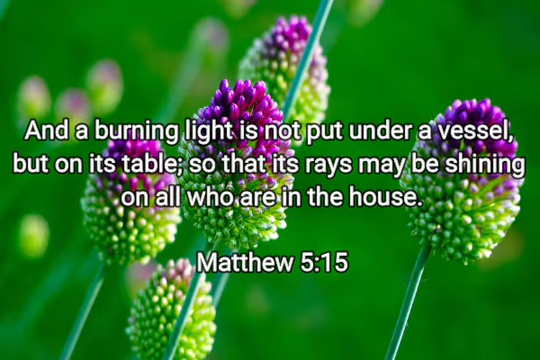 And a burning light is not put under a vessel,
but on its table; so that its rays may be shining
on all who are in the house.
Matthew 5:15